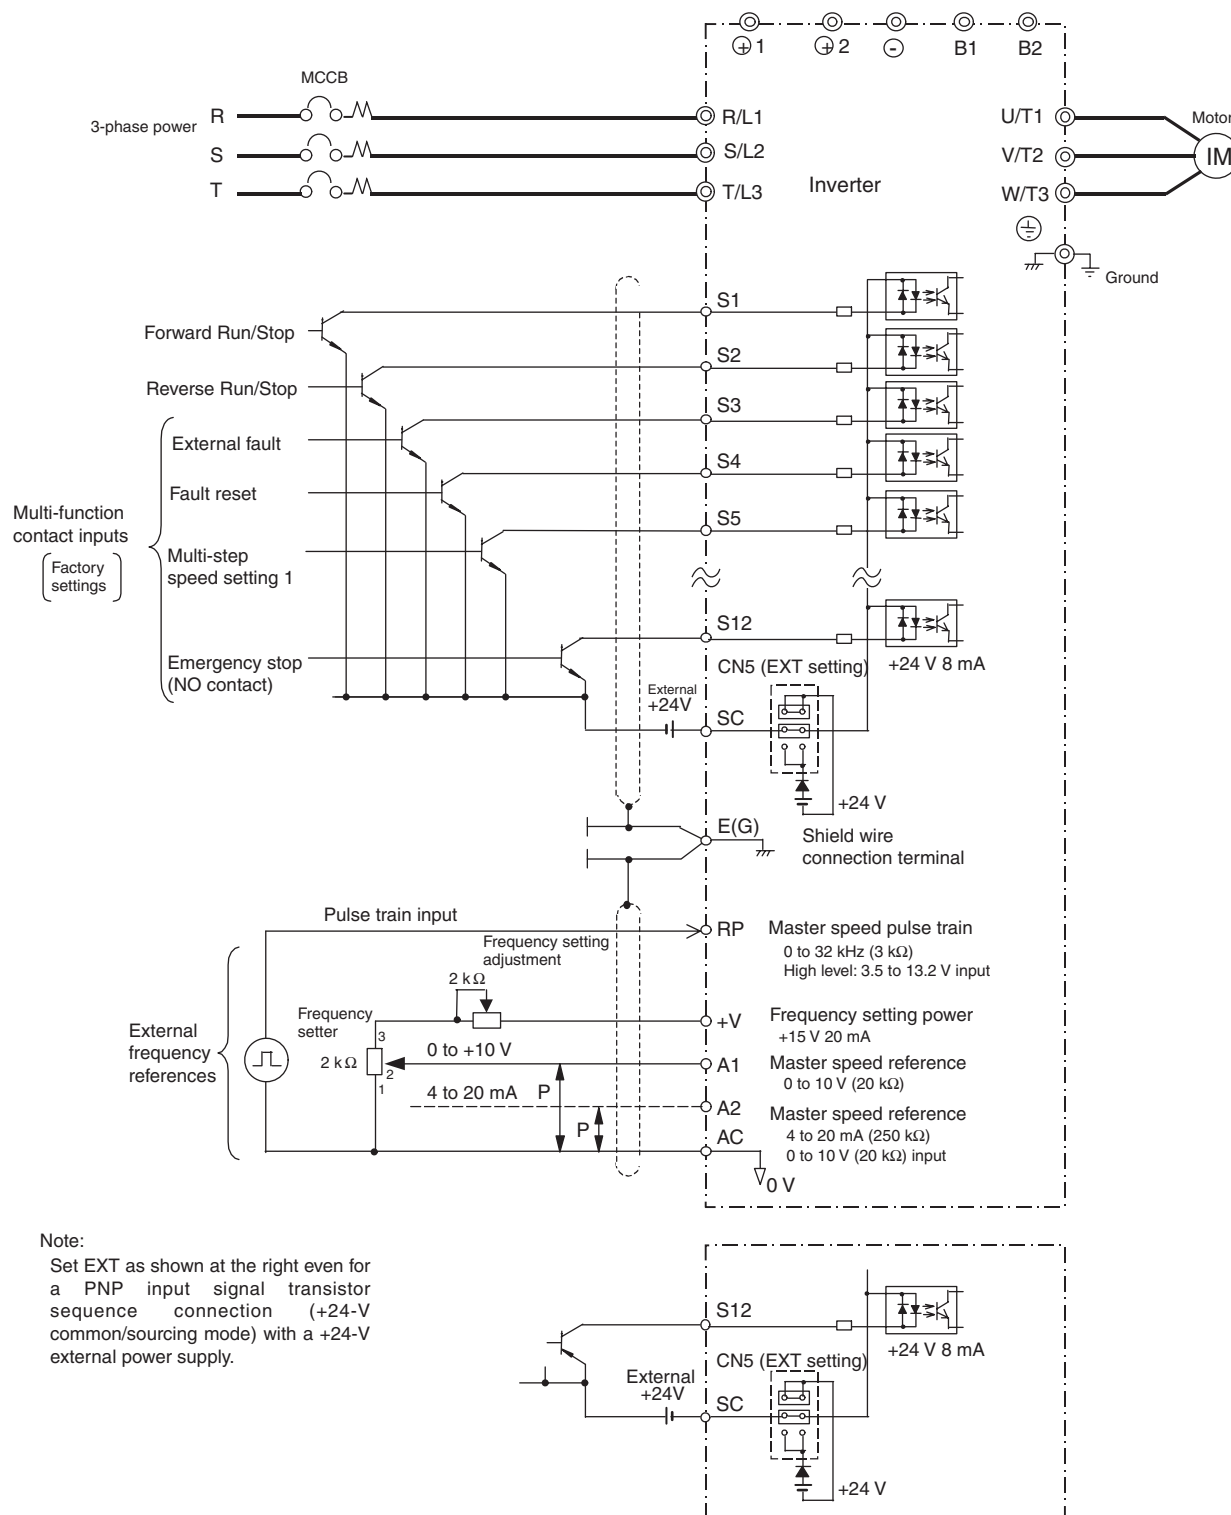 ⊕1
⊕2
⊖
B1
B2
MCCB
3-phase power
R
S
T
R/L1
S/L2
T/L3
Inverter
U/T1
V/T2
W/T3
Motor
IM
Ground
Forward Run/Stop
Reverse Run/Stop
External fault
Fault reset
Multi-function
contact inputs
Factory
settings
Multi-step
speed setting 1
Emergency stop
(NO contact)
S1
S2
S3
S4
S5
S12
+24 V 8 mA
CN5 (EXT setting)
External
+24V
SC
+24 V
E(G)
Shield wire
connection terminal
Pulse train input
RP
Master speed pulse train
0 to 32 kHz (3 kΩ)
High level: 3.5 to 13.2 V input
Frequency setting
adjustment
2 kΩ
External
frequency
references
Frequency
setter
3
2 kΩ
2
1
0 to +10 V
P
4 to 20 mA
P
+V
Frequency setting power
+15 V 20 mA
A1
Master speed reference
0 to 10 V (20 kΩ)
A2
Master speed reference
4 to 20 mA (250 kΩ)
0 to 10 V (20 kΩ) input
AC
0 V
Note:
Set EXT as shown at the right even for
a PNP input signal transistor
sequence connection (+24-V
common/sourcing mode) with a +24-V
external power supply.
S12
+24 V 8 mA
CN5 (EXT setting)
External
+24V
SC
+24 V